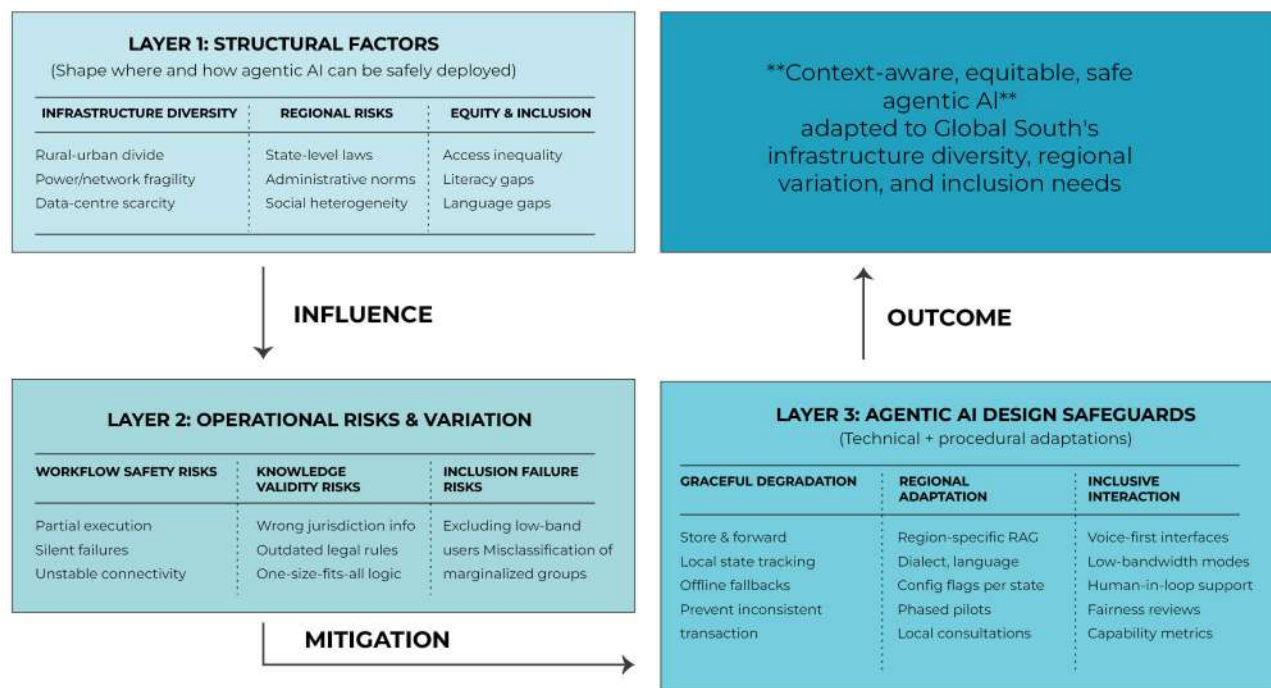 LAYER 1: STRUCTURAL FACTORS
(Shape where and how agentic AI can be safely deployed)
INFRASTRUCTURE DIVERSITY
Rural-urban divide
Power/network fragility
Data-centre scarcity
REGIONAL RISKS
State-level laws
Administrative norms
Social heterogeneity
EQUITY & INCLUSION
Access inequality
Literacy gaps
Language gaps
INFLUENCE
LAYER 2: OPERATIONAL RISKS & VARIATION
WORKFLOW SAFETY RISKS
Partial execution
Silent failures
Unstable connectivity
KNOWLEDGE
VALIDITY RISKS
Wrong jurisdiction info
Outdated legal rules
One-size-fits-all logic
INCLUSION FAILURE
RISKS
Excluding low-band
users Misclassification of
marginalized groups
MITIGATION
LAYER 3: AGENTIC AI DESIGN SAFEGUARDS
(Technical + procedural adaptations)
GRACEFUL DEGRADATION
Store & forward
Local state tracking
Offline fallbacks
Prevent inconsistent
transaction
REGIONAL
ADAPTATION
Region-specific RAG
Dialect, language
Config flags per state
Phased pilots
Local consultations
INCLUSIVE
INTERACTION
Voice-first interfaces
Low-bandwidth modes
Human-in-loop support
Fairness reviews
Capability metrics
OUTCOME
**Context-aware, equitable, safe
agentic AI**
adapted to Global South's
infrastructure diversity, regional
variation, and inclusion needs